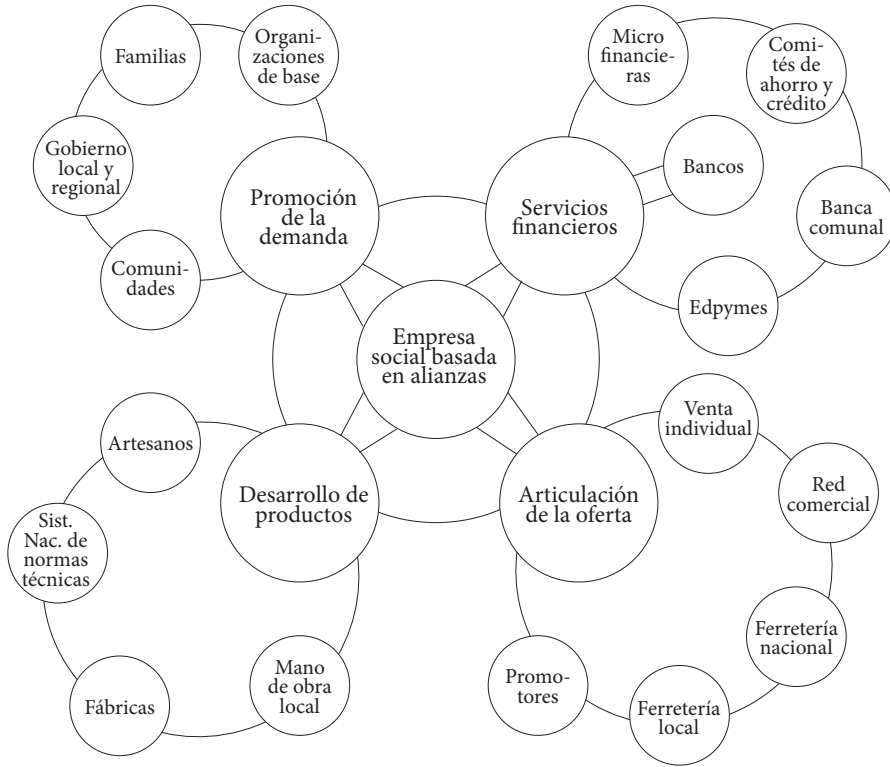 Familias
Organi-
zaciones
de base
Gobierno
local y
regional
Comuni-
dades
Promoción
de la
demanda
Micro
financie-
ras
Comi-
tés de
ahorro y
crédito
Bancos
Banca
comunal
Edpymes
Servicios
financieros
Empresa
social basada
en alianzas
Artesanos
Sist.
Nac. de
normas
técnicas
Fábricas
Mano
de obra
local
Desarrollo de
productos
Articulación
de la oferta
Venta
individual
Red
comercial
Ferretería
nacional
Ferretería
local
Promo-
tores